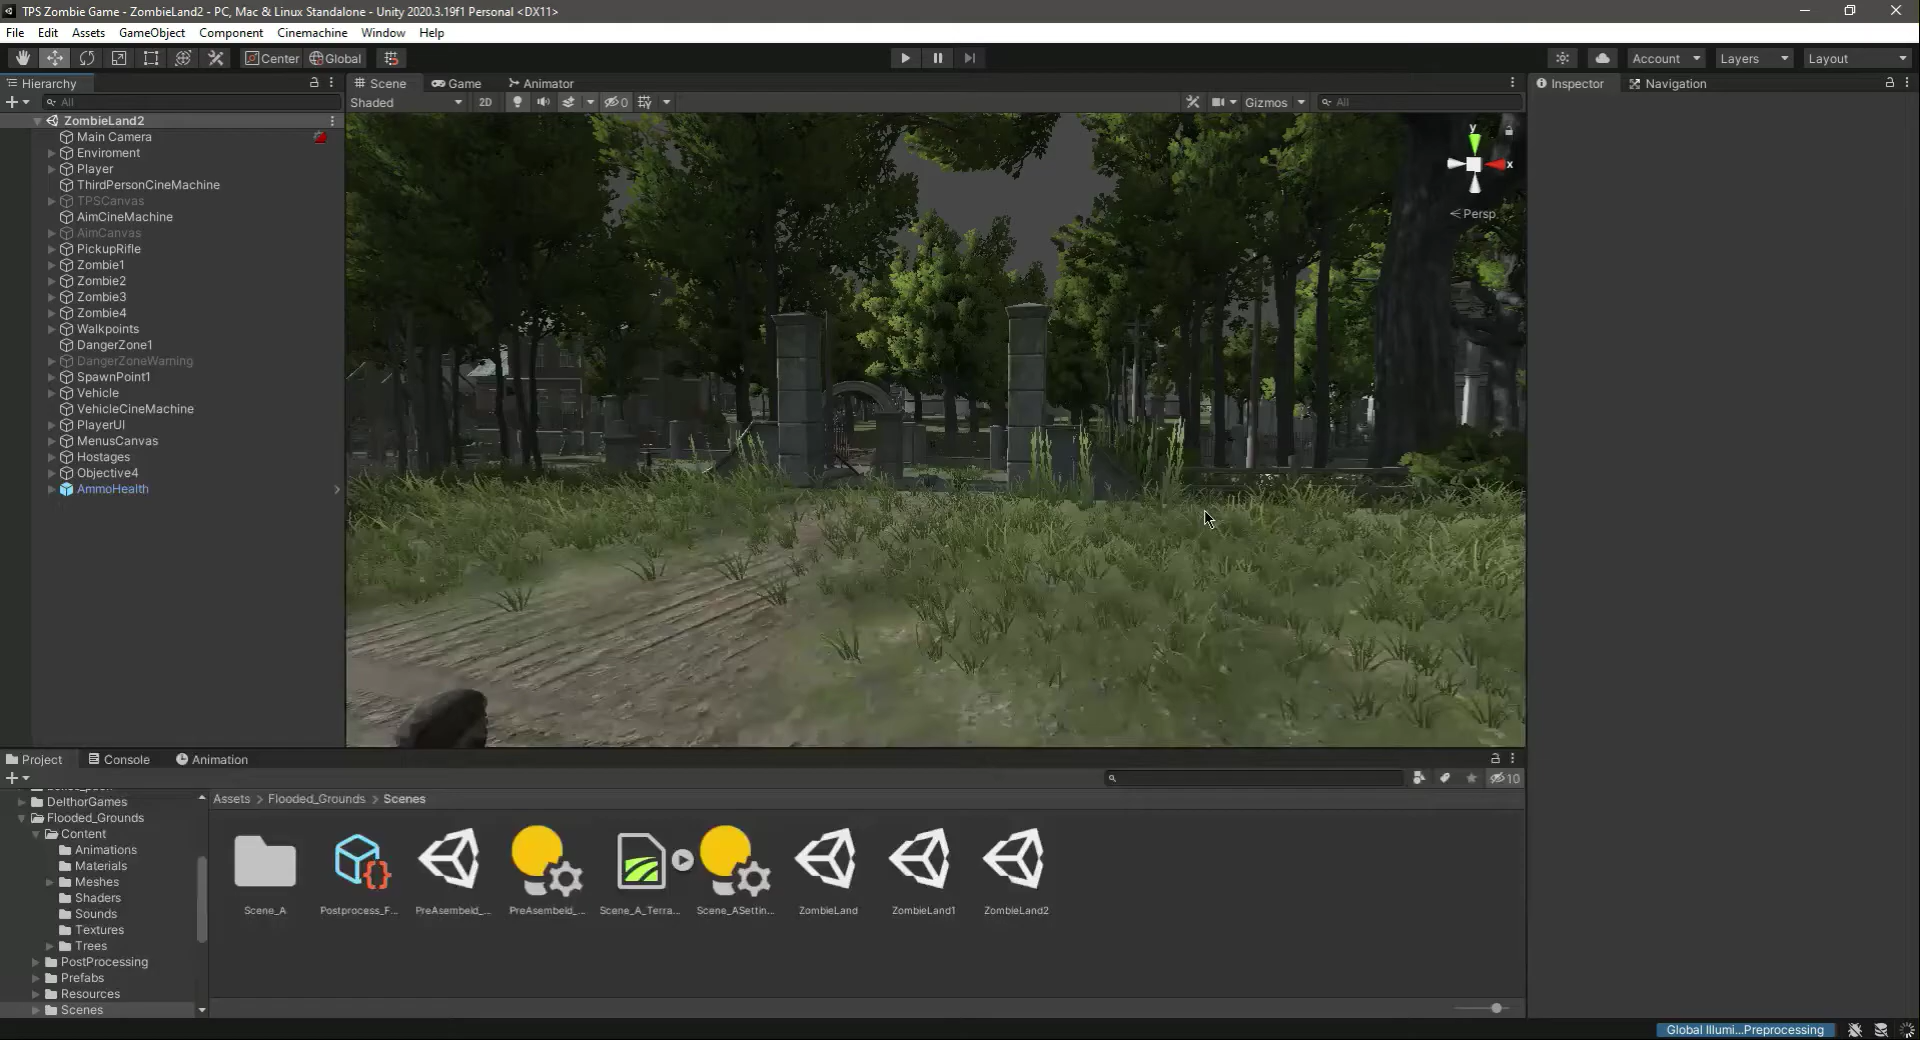 TPS Zombie Game - ZombieLand2 - PC, Mac & Linux Standalone - Unity 2020.3.19f1 Personal <DX11>
File Edit Assets GameObject Component Cinemachine Window Help
Center Global Account Layers Layout
Hierarchy
All
ZombieLand2
Main Camera
Enviroment
Player
ThirdPersonCineMachine
TPSCanvas
AimCineMachine
AimCanvas
PickupRifle
Zombie1
Zombie2
Zombie3
Zombie4
Walkpoints
DangerZone1
DangerZoneWarning
SpawnPoint1
Vehicle
VehicleCineMachine
PlayerUI
MenusCanvas
Hostages
Objective4
AmmoHealth
Scene Game Animator
Shaded 2D 0 Gizmos All
y
x
Persp
Inspector Navigation
Project Console Animation
10
DelthorGames
Flooded_Grounds
Content
Animations
Materials
Meshes
Shaders
Sounds
Textures
Trees
PostProcessing
Prefabs
Resources
Scenes
Assets > Flooded_Grounds > Scenes
Scene_A Postprocess_F... PreAsembeld_... PreAsembeld_... Scene_A_Terra... Scene_ASettin... ZombieLand ZombieLand1 ZombieLand2
Global Illumi...Preprocessing